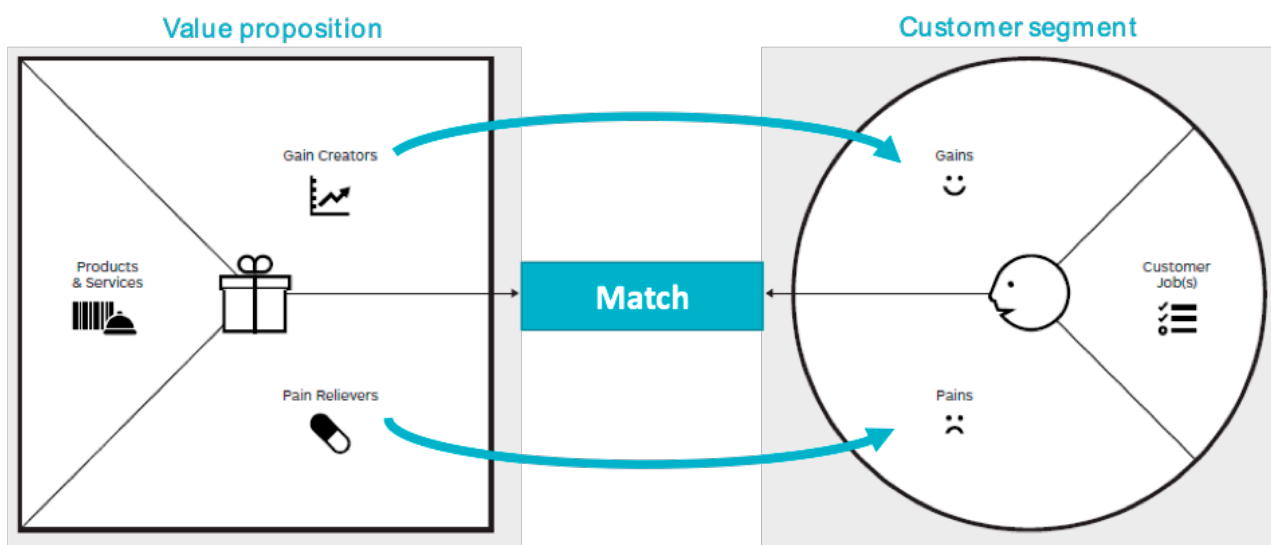 Value proposition
Customer segment
Gain Creators
Gains
Products
& Services
Match
Customer
Job(s)
Pain Relievers
Pains